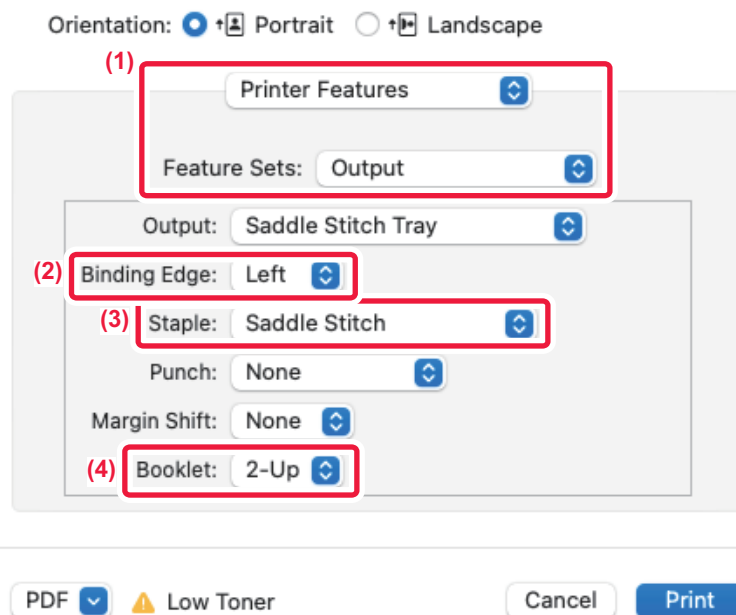 Orientation: Portrait Landscape
(1)
Printer Features
Feature Sets: Output
Output: Saddle Stitch Tray
(2) Binding Edge: Left
(3) Staple: Saddle Stitch
Punch: None
Margin Shift: None
(4) Booklet: 2-Up
PDF Low Toner Cancel Print